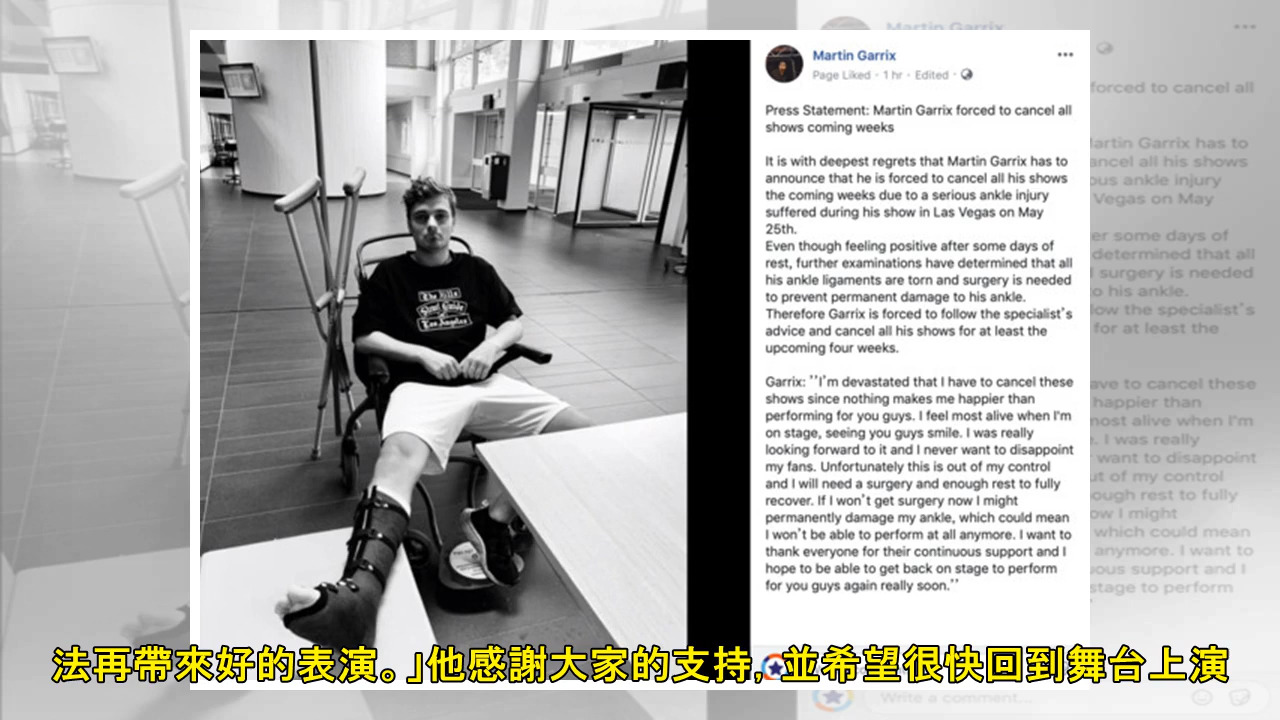 Martin Garrix
Page Liked · 1 hr · Edited ·
Press Statement: Martin Garrix forced to cancel all
shows coming weeks
It is with deepest regrets that Martin Garrix has to
announce that he is forced to cancel all his shows
the coming weeks due to a serious ankle injury
suffered during his show in Las Vegas on May
25th.
Even though feeling positive after some days of
rest, further examinations have determined that all
his ankle ligaments are torn and surgery is needed
to prevent permanent damage to his ankle.
Therefore Garrix is forced to follow the specialist's
advice and cancel all his shows for at least the
upcoming four weeks.
Garrix: ''I'm devastated that I have to cancel these
shows since nothing makes me happier than
performing for you guys. I feel most alive when I'm
on stage, seeing you guys smile. I was really
looking forward to it and I never want to disappoint
my fans. Unfortunately this is out of my control
and I will need a surgery and enough rest to fully
recover. If I won't get surgery now I might
permanently damage my ankle, which could mean
I won't be able to perform at all anymore. I want to
thank everyone for their continuous support and I
hope to be able to get back on stage to perform
for you guys again really soon.''
The Hills
Los Angeles
法再帶來好的表演。」他感謝大家的支持，並希望很快回到舞台上演
Write a comment...